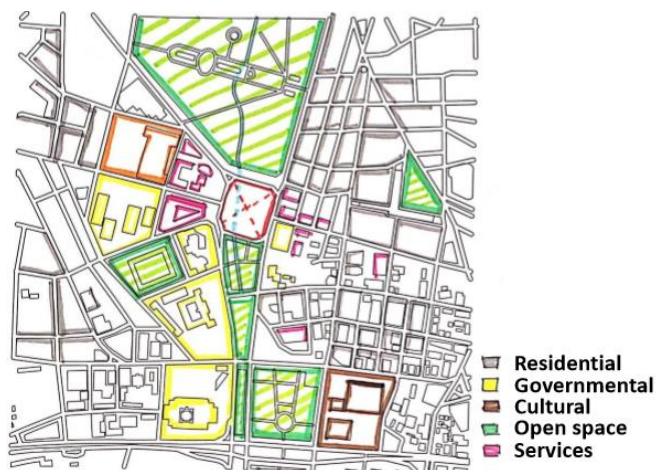 Residential
Governmental
Cultural
Open space
Services